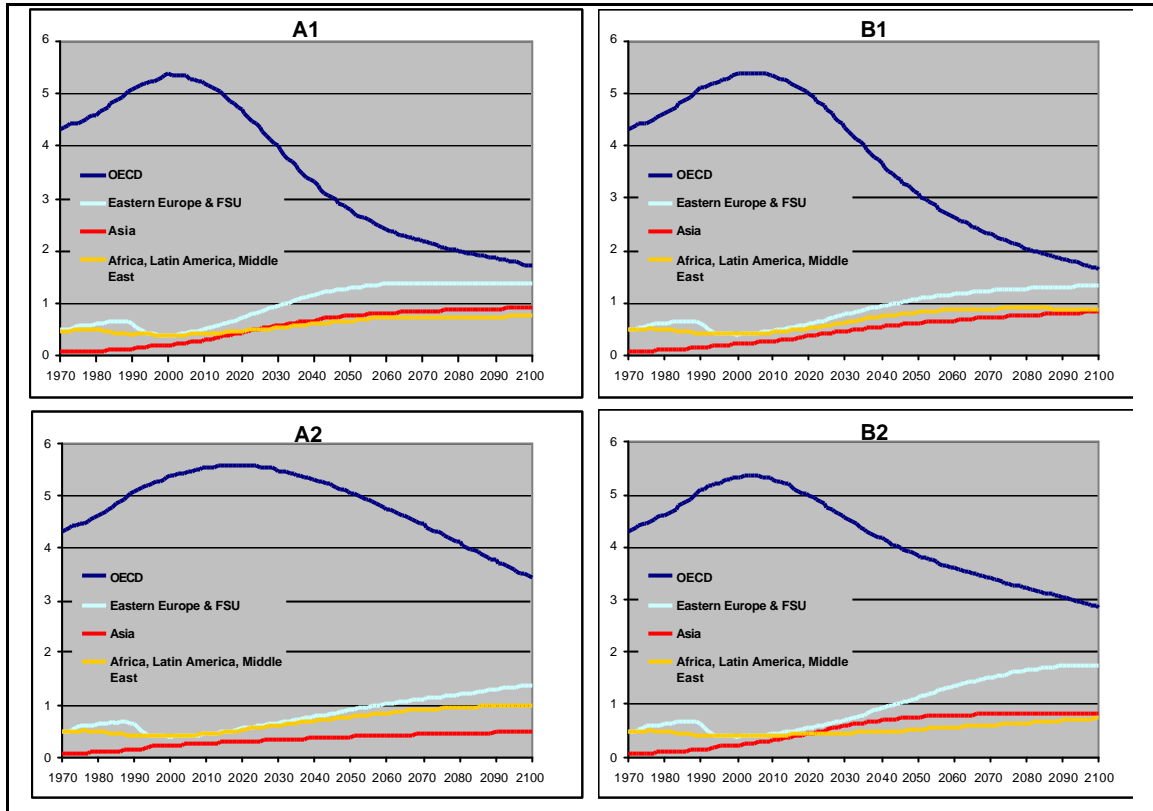 A1
6
5
4
3
2
1
0
OECD
Eastern Europe & FSU
Asia
Africa, Latin America, Middle
East
1970 1980 1990 2000 2010 2020 2030 2040 2050 2060 2070 2080 2090 2100
B1
6
5
4
3
2
1
0
OECD
Eastern Europe & FSU
Asia
Africa, Latin America, Middle
East
1970 1980 1990 2000 2010 2020 2030 2040 2050 2060 2070 2080 2090 2100
A2
6
5
4
3
2
1
0
OECD
Eastern Europe & FSU
Asia
Africa, Latin America, Middle
East
1970 1980 1990 2000 2010 2020 2030 2040 2050 2060 2070 2080 2090 2100
B2
6
5
4
3
2
1
0
OECD
Eastern Europe & FSU
Asia
Africa, Latin America, Middle
East
1970 1980 1990 2000 2010 2020 2030 2040 2050 2060 2070 2080 2090 2100